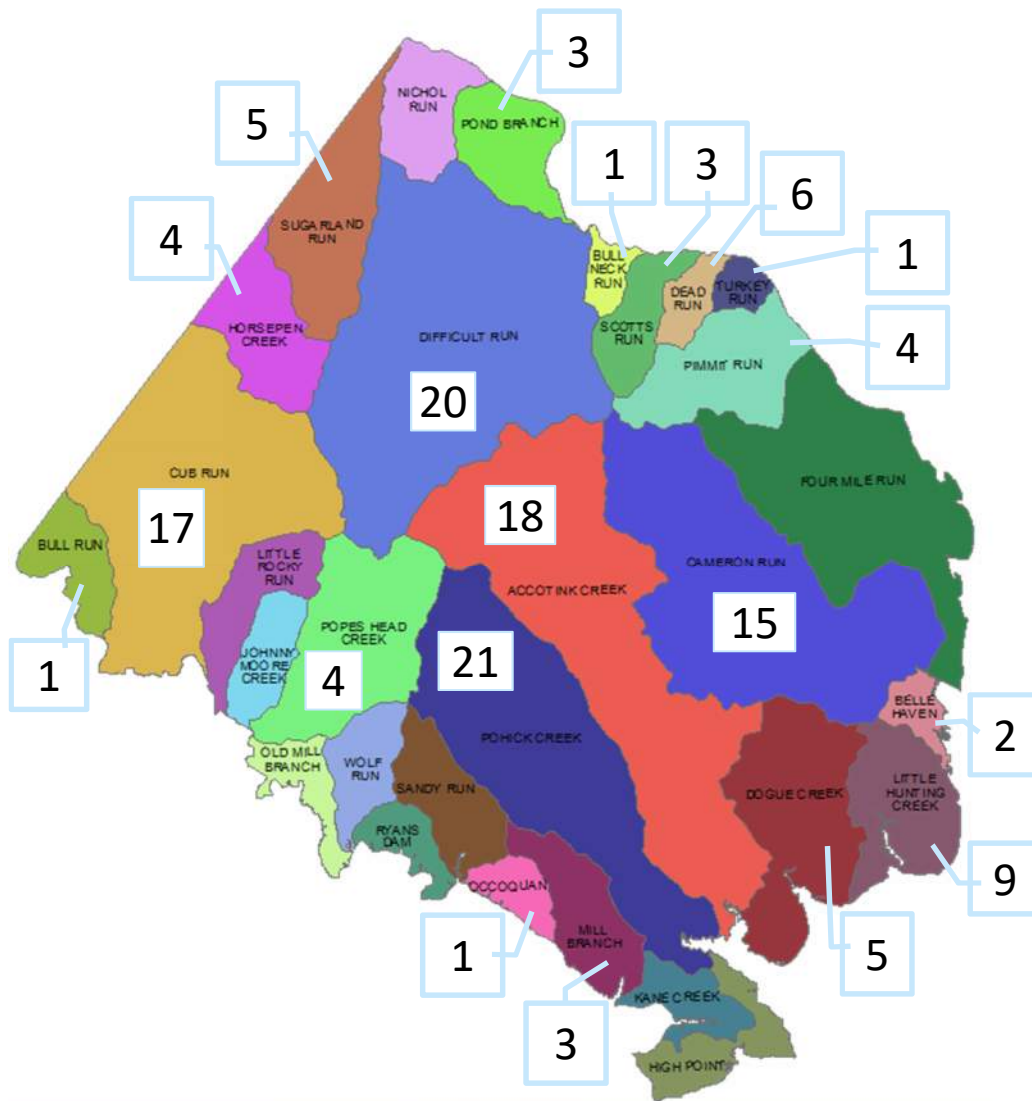 3
NICHOL
RUN
POND BRANCH
5
1
3
6
4
SUGARLAND
RUN
BULL
NECK
RUN
1
DEAD
RUN
TURKEY
RUN
HORSEPEN
CREEK
SCOTTS
RUN
DIFFICULT RUN
4
PIMMIT RUN
20
CUB RUN
FOUR MILE RUN
17
18
BULL RUN
LITTLE
ROCKY
RUN
CAMERON RUN
ACCOTINK CREEK
POPES HEAD
CREEK
15
1
JOHNNY
MOORE
CREEK
4
21
BELLE
HAVEN
2
OLD MILL
BRANCH
WOLF
RUN
POHICK CREEK
SANDY RUN
DOGUE CREEK
LITTLE
HUNTING
CREEK
RYANS
DAM
9
OCCOQUAN
MILL
BRANCH
1
5
KANE CREEK
3
HIGH POINT